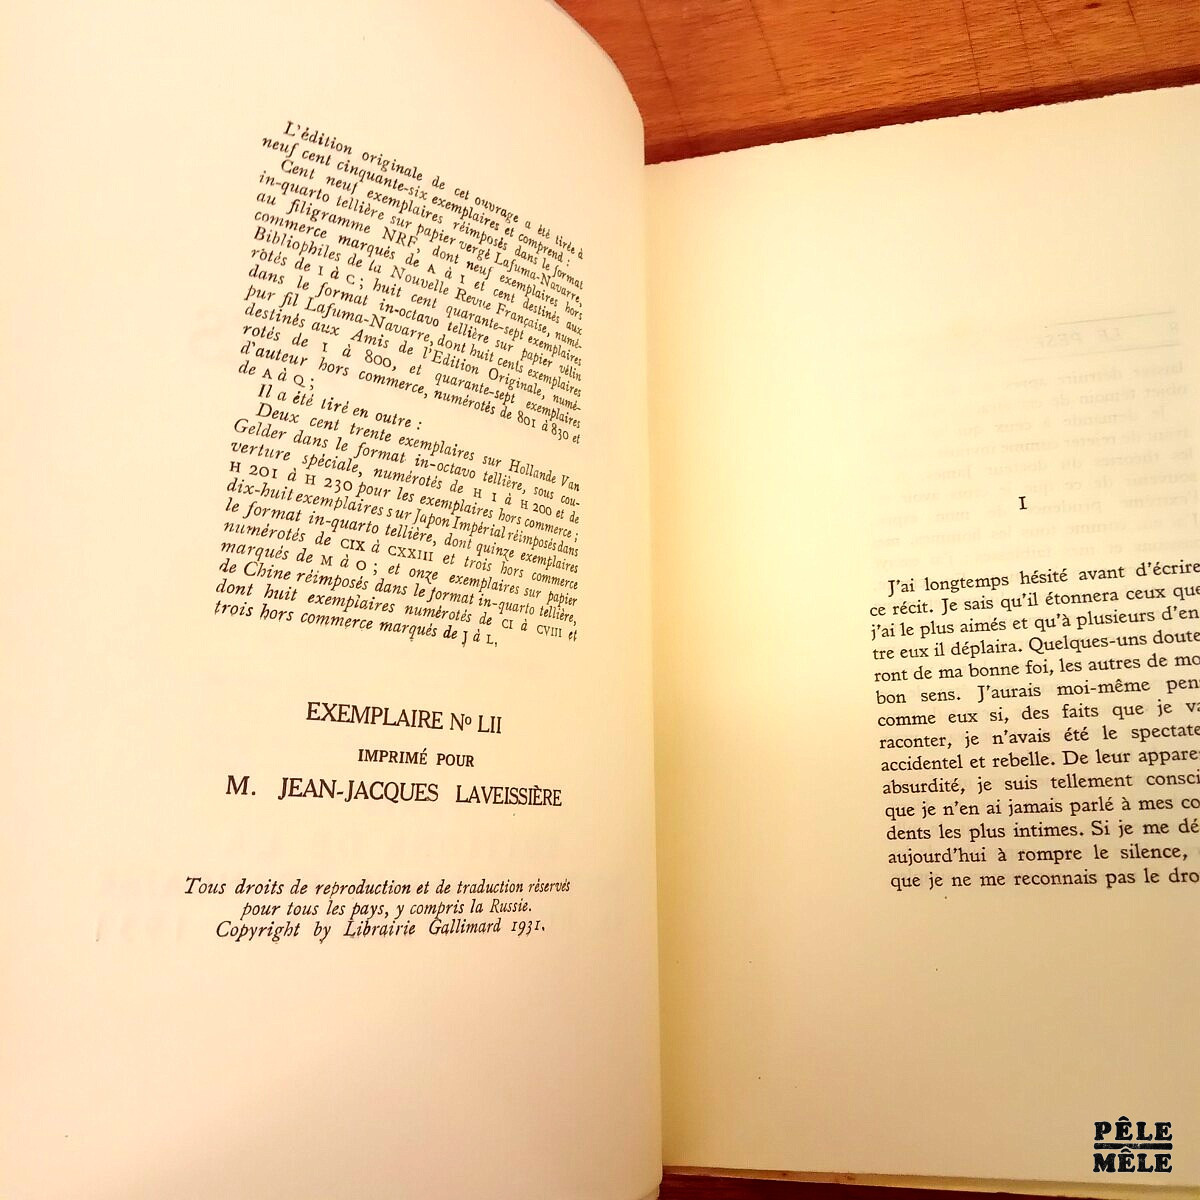 L'édition originale de cet ouvrage a été tirée à
neuf cent cinquante-six exemplaires et comprend :
Cent neuf exemplaires réimposés dans le format
in-quarto tellière sur papier vergé Lafuma-Navarre,
au filigramme NRF, dont neuf exemplaires hors
commerce marqués de A à I et cent destinés aux
Bibliophiles de la Nouvelle Revue Française, numé-
rotés de I à C ; huit cent quarante-sept exemplaires
dans le format in-octavo tellière sur papier vélin
pur fil Lafuma-Navarre, dont huit cents exemplaires
destinés aux Amis de l'Edition Originale, numé-
rotés de 1 à 800, et quarante-sept exemplaires
d'auteur hors commerce, numérotés de 801 à 830 et
de A à Q ;
Il a été tiré en outre :
Deux cent trente exemplaires sur Hollande Van
Gelder dans le format in-octavo tellière, sous cou-
verture spéciale, numérotés de H 1 à H 200 et de
H 201 à H 230 pour les exemplaires hors commerce ;
dix-huit exemplaires sur Japon Impérial réimposés dans
le format in-quarto tellière, dont quinze exemplaires
numérotés de CIX à CXXIII et trois hors commerce
marqués de M à O ; et onze exemplaires sur papier
de Chine réimposés dans le format in-quarto tellière,
dont huit exemplaires numérotés de CI à CVIII et
trois hors commerce marqués de J à L.
EXEMPLAIRE No LII
IMPRIMÉ POUR
M. JEAN-JACQUES LAVEISSIÈRE
Tous droits de reproduction et de traduction réservés
pour tous les pays, y compris la Russie.
Copyright by Librairie Gallimard 1931.
I
J'ai longtemps hésité avant d'écrire
ce récit. Je sais qu'il étonnera ceux que
j'ai le plus aimés et qu'à plusieurs d'en
tre eux il déplaira. Quelques-uns doute
ront de ma bonne foi, les autres de mo
bon sens. J'aurais moi-même pen
comme eux si, des faits que je va
raconter, je n'avais été le spectate
accidentel et rebelle. De leur appare
absurdité, je suis tellement consci
que je n'en ai jamais parlé à mes co
dents les plus intimes. Si je me dé
aujourd'hui à rompre le silence,
que je ne me reconnais pas le dro
PÊLE
MÊLE